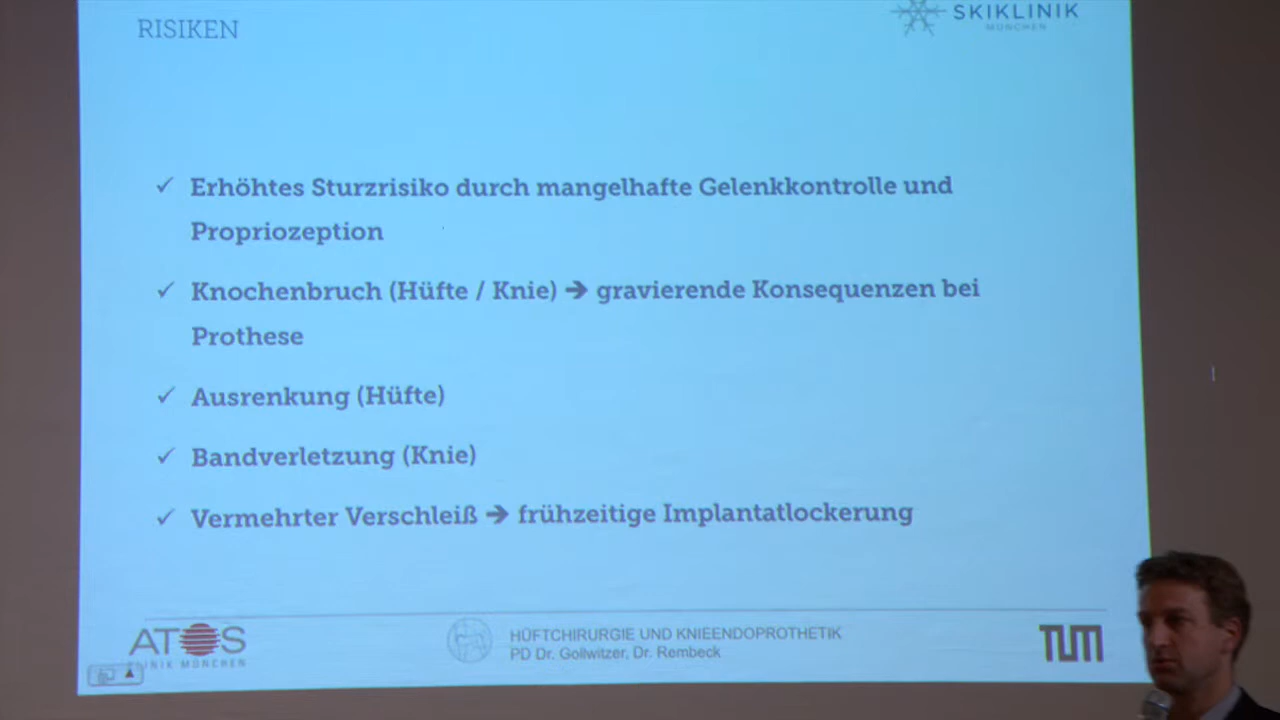 RISIKEN
SKIKLINIK
MÜNCHEN
✓ Erhöhtes Sturzrisiko durch mangelhafte Gelenkkontrolle und
Propriozeption
✓ Knochenbruch (Hüfte / Knie) ➔ gravierende Konsequenzen bei
Prothese
✓ Ausrenkung (Hüfte)
✓ Bandverletzung (Knie)
✓ Vermehrter Verschleiß ➔ frühzeitige Implantatlockerung
ATOS
KLINIK MÜNCHEN
HÜFTCHIRURGIE UND KNIEENDOPROTHETIK
PD Dr. Gollwitzer, Dr. Rembeck
TUM